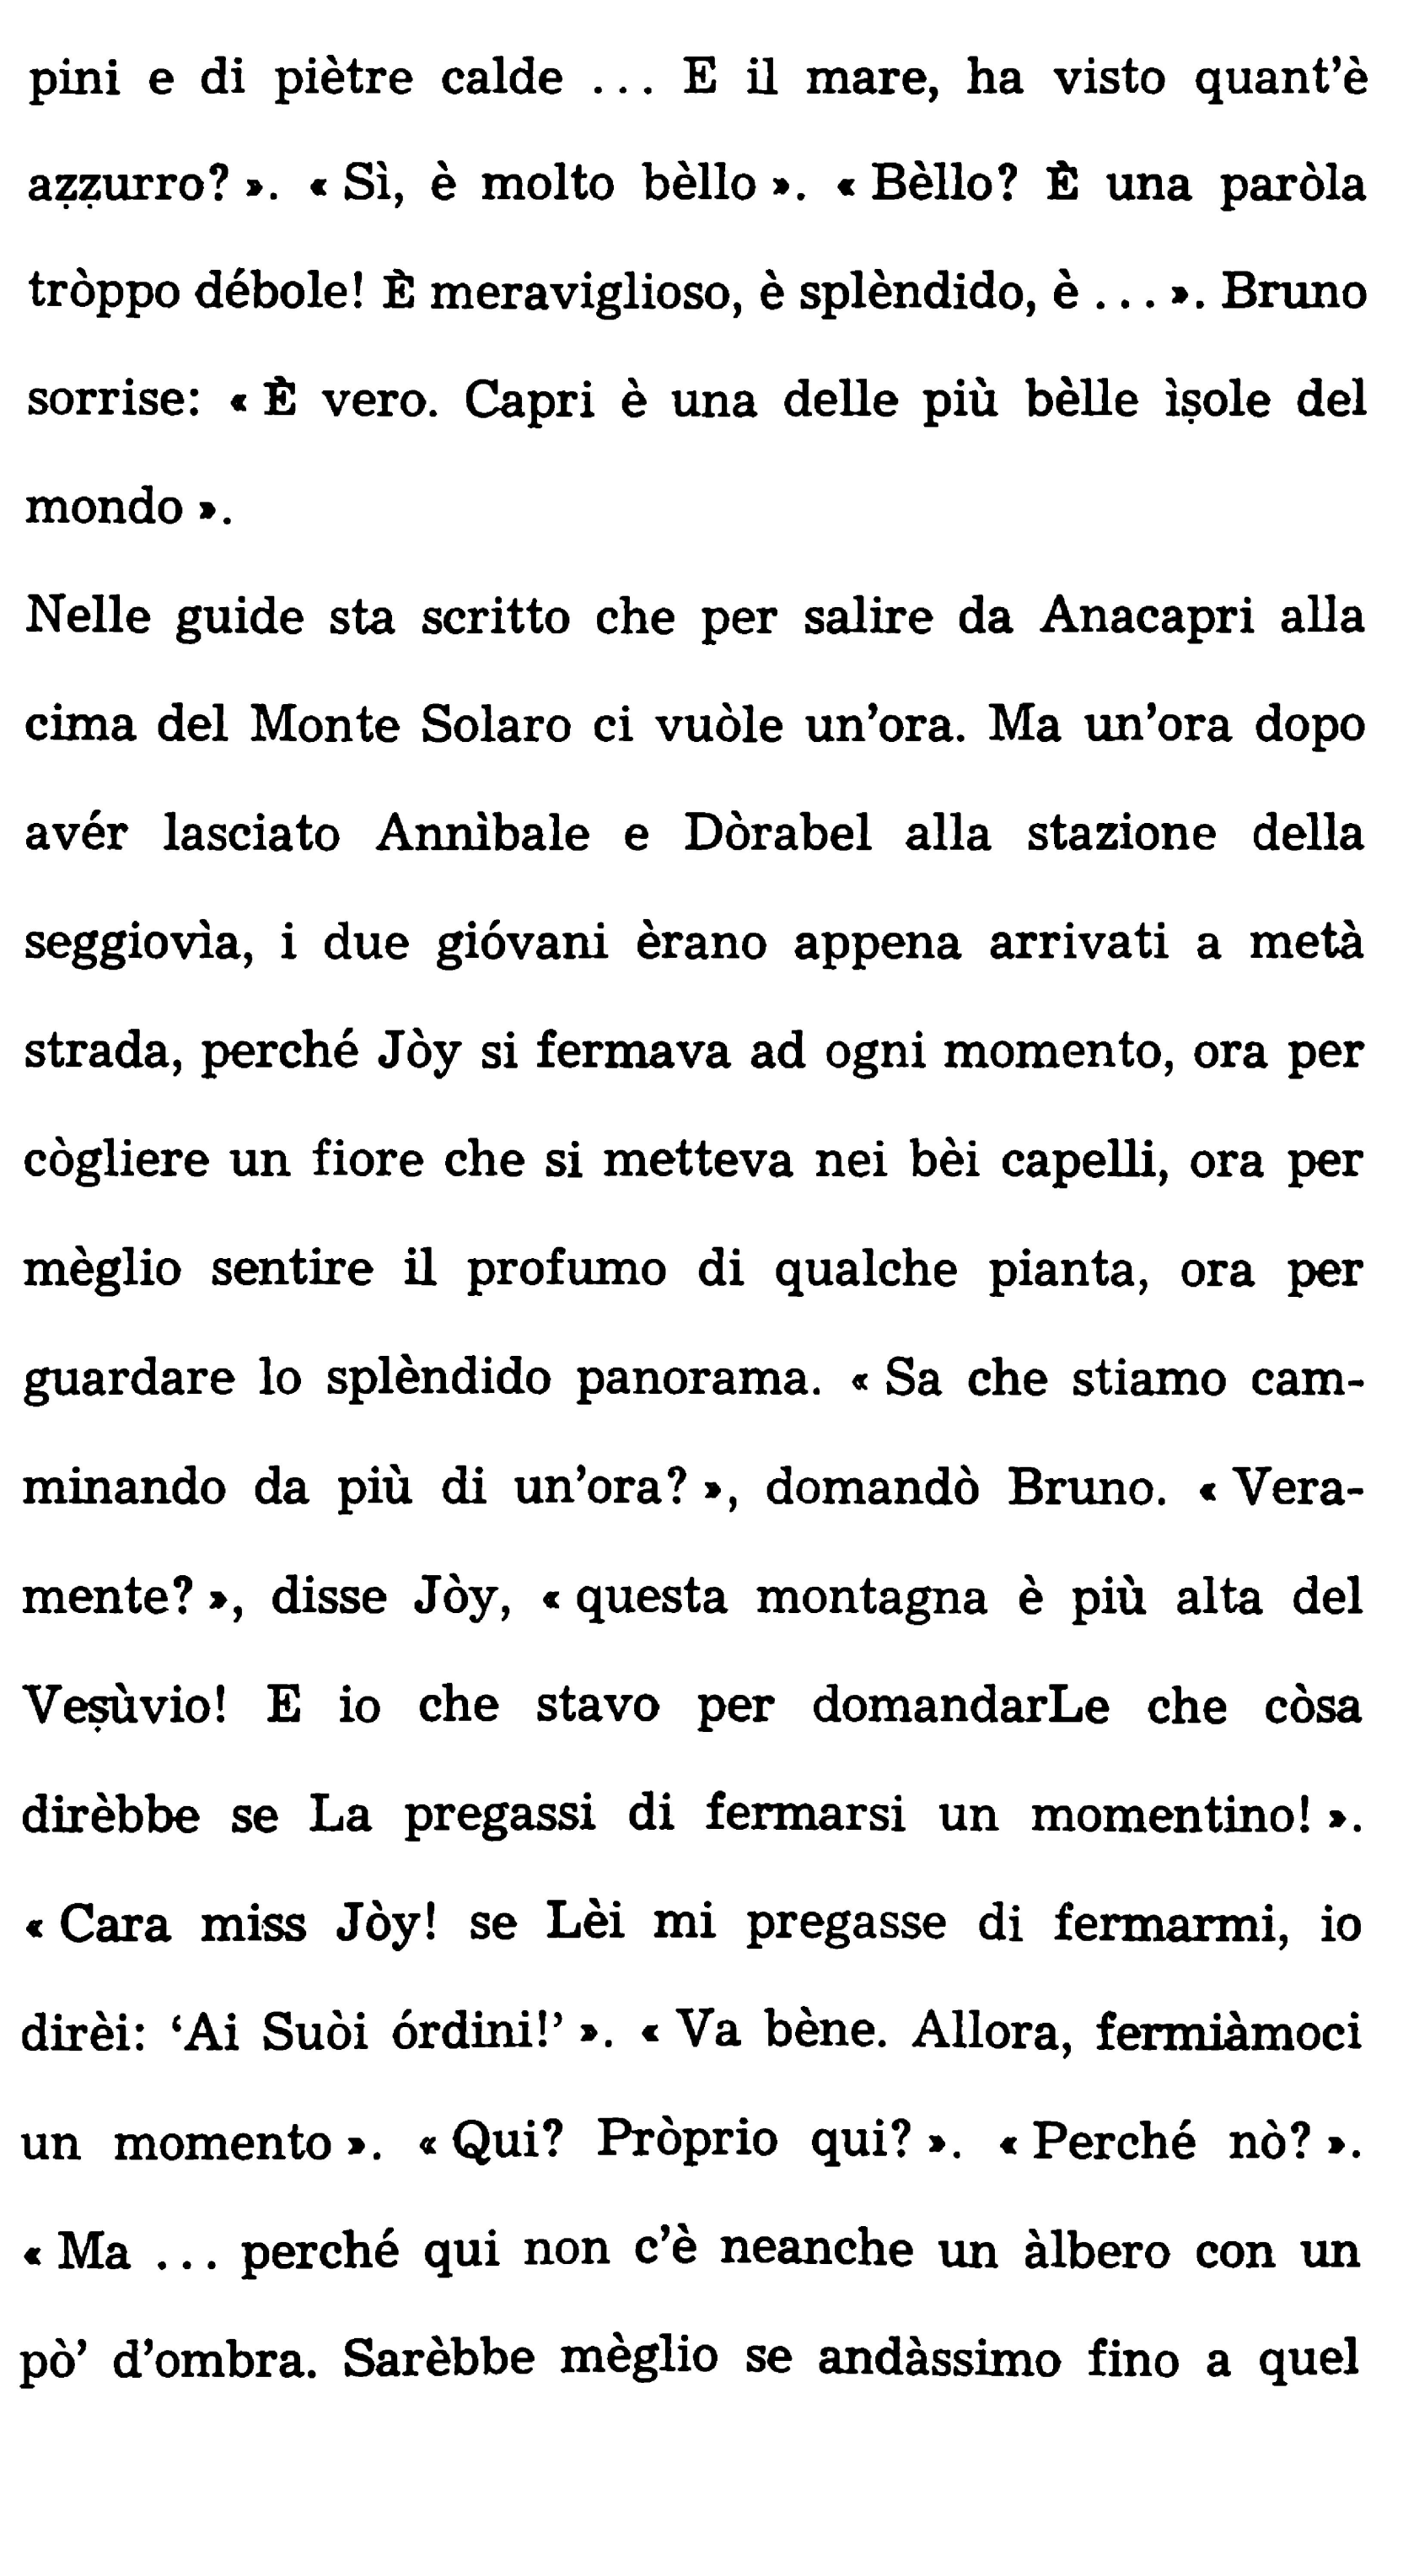 pini e di piètre calde ... E il mare, ha visto quant’è
aẓẓurro? ». « Sì, è molto bèllo ». « Bèllo? È una paròla
tròppo débole! È meraviglioso, è splèndido, è ... ». Bruno
sorrise: « È vero. Capri è una delle più bèlle ìṣole del
mondo ».
Nelle guide sta scritto che per salire da Anacapri alla
cima del Monte Solaro ci vuòle un’ora. Ma un’ora dopo
avér lasciato Annìbale e Dòrabel alla stazione della
seggiovìa, i due gióvani èrano appena arrivati a metà
strada, perché Jòy si fermava ad ogni momento, ora per
cògliere un fiore che si metteva nei bèi capelli, ora per
mèglio sentire il profumo di qualche pianta, ora per
guardare lo splèndido panorama. « Sa che stiamo cam-
minando da più di un’ora? », domandò Bruno. « Vera-
mente? », disse Jòy, « questa montagna è più alta del
Veṣùvio! E io che stavo per domandarLe che còsa
dirèbbe se La pregassi di fermarsi un momentino! ».
« Cara miss Jòy! se Lèi mi pregasse di fermarmi, io
dirèi: ‘Ai Suòi órdini!’ ». « Va bène. Allora, fermiàmoci
un momento ». « Qui? Pròprio qui? ». « Perché nò? ».
« Ma ... perché qui non c’è neanche un àlbero con un
pò’ d’ombra. Sarèbbe mèglio se andàssimo fino a quel